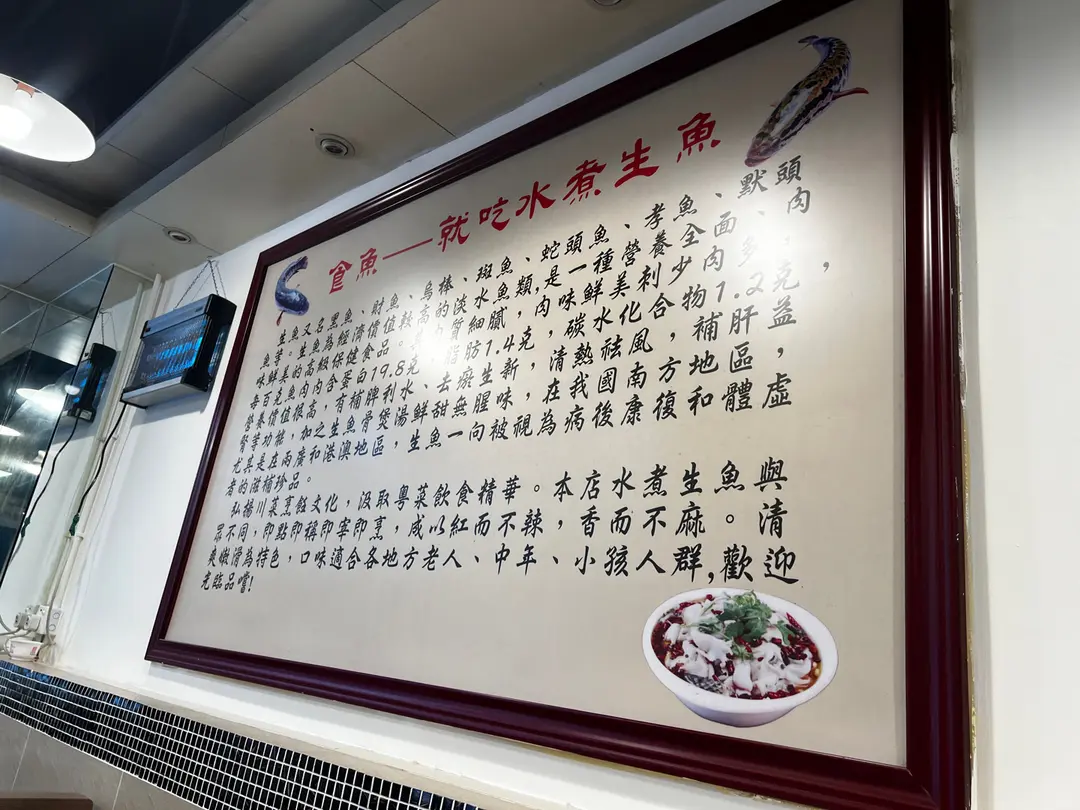 食魚——就吃水煮生魚
生魚又名黑魚、財魚、烏棒、斑魚、蛇頭魚、孝魚、默頭
魚等。生魚為經濟價值較高的淡水魚類,是一種營養全面、肉
味鮮美的高級保健食品。質細膩，肉味鮮美刺少肉多，
每百克魚肉內含蛋白19.8克，脂肪1.4克，碳水化合物1.2克，
營養價值很高，有補脾利水、去瘀生新，清熱祛風，補肝益
腎等功能，加之生魚骨煲湯鮮甜無腥味，在我國南方地區，
尤其是在兩廣和港澳地區，生魚一向被視為病後康復和體虛
者的滋補珍品。
弘揚川菜烹飪文化，汲取粵菜飲食精華。本店水煮生魚與
眾不同，即點即稱即宰即烹，咸以紅而不辣，香而不麻。清
爽嫩滑為特色，口味適合各地方老人、中年、小孩人群,歡迎
光臨品嚐!